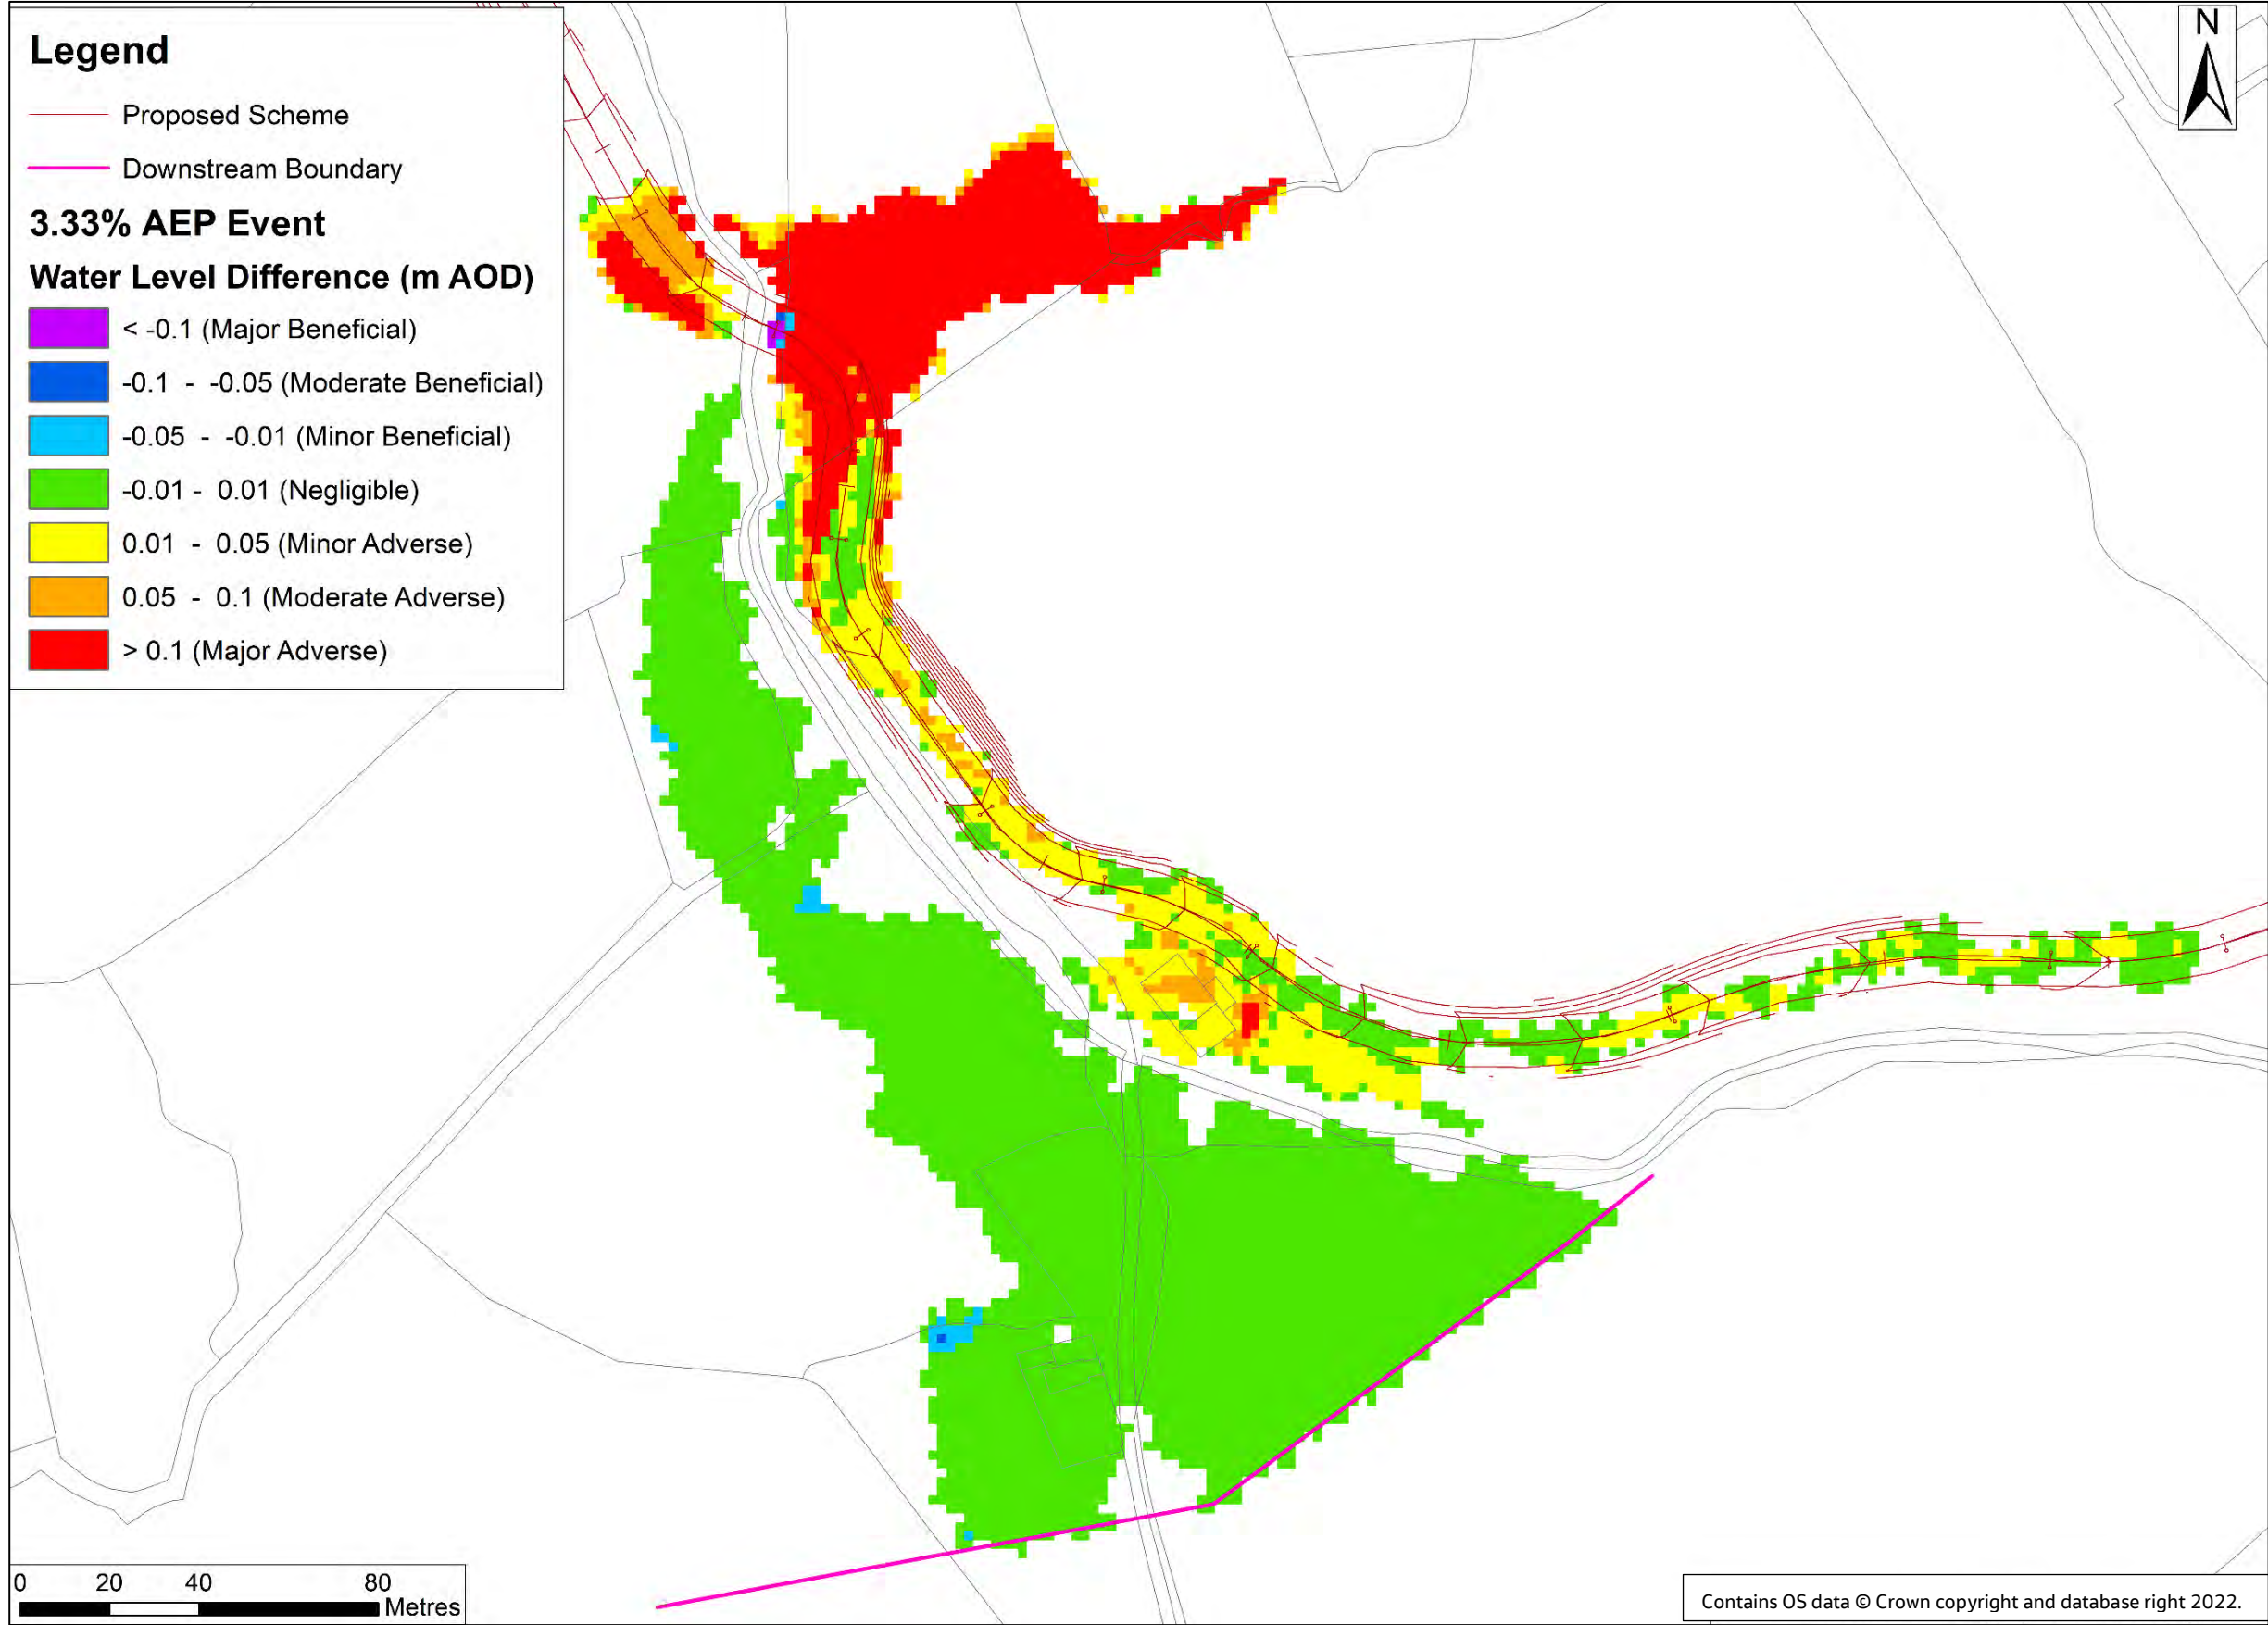 Legend
Proposed Scheme
Downstream Boundary
3.33% AEP Event
Water Level Difference (m AOD)
< -0.1 (Major Beneficial)
-0.1 - -0.05 (Moderate Beneficial)
-0.05 - -0.01 (Minor Beneficial)
-0.01 - 0.01 (Negligible)
0.01 - 0.05 (Minor Adverse)
0.05 - 0.1 (Moderate Adverse)
> 0.1 (Major Adverse)
N
0 20 40 80
Metres
Contains OS data © Crown copyright and database right 2022.